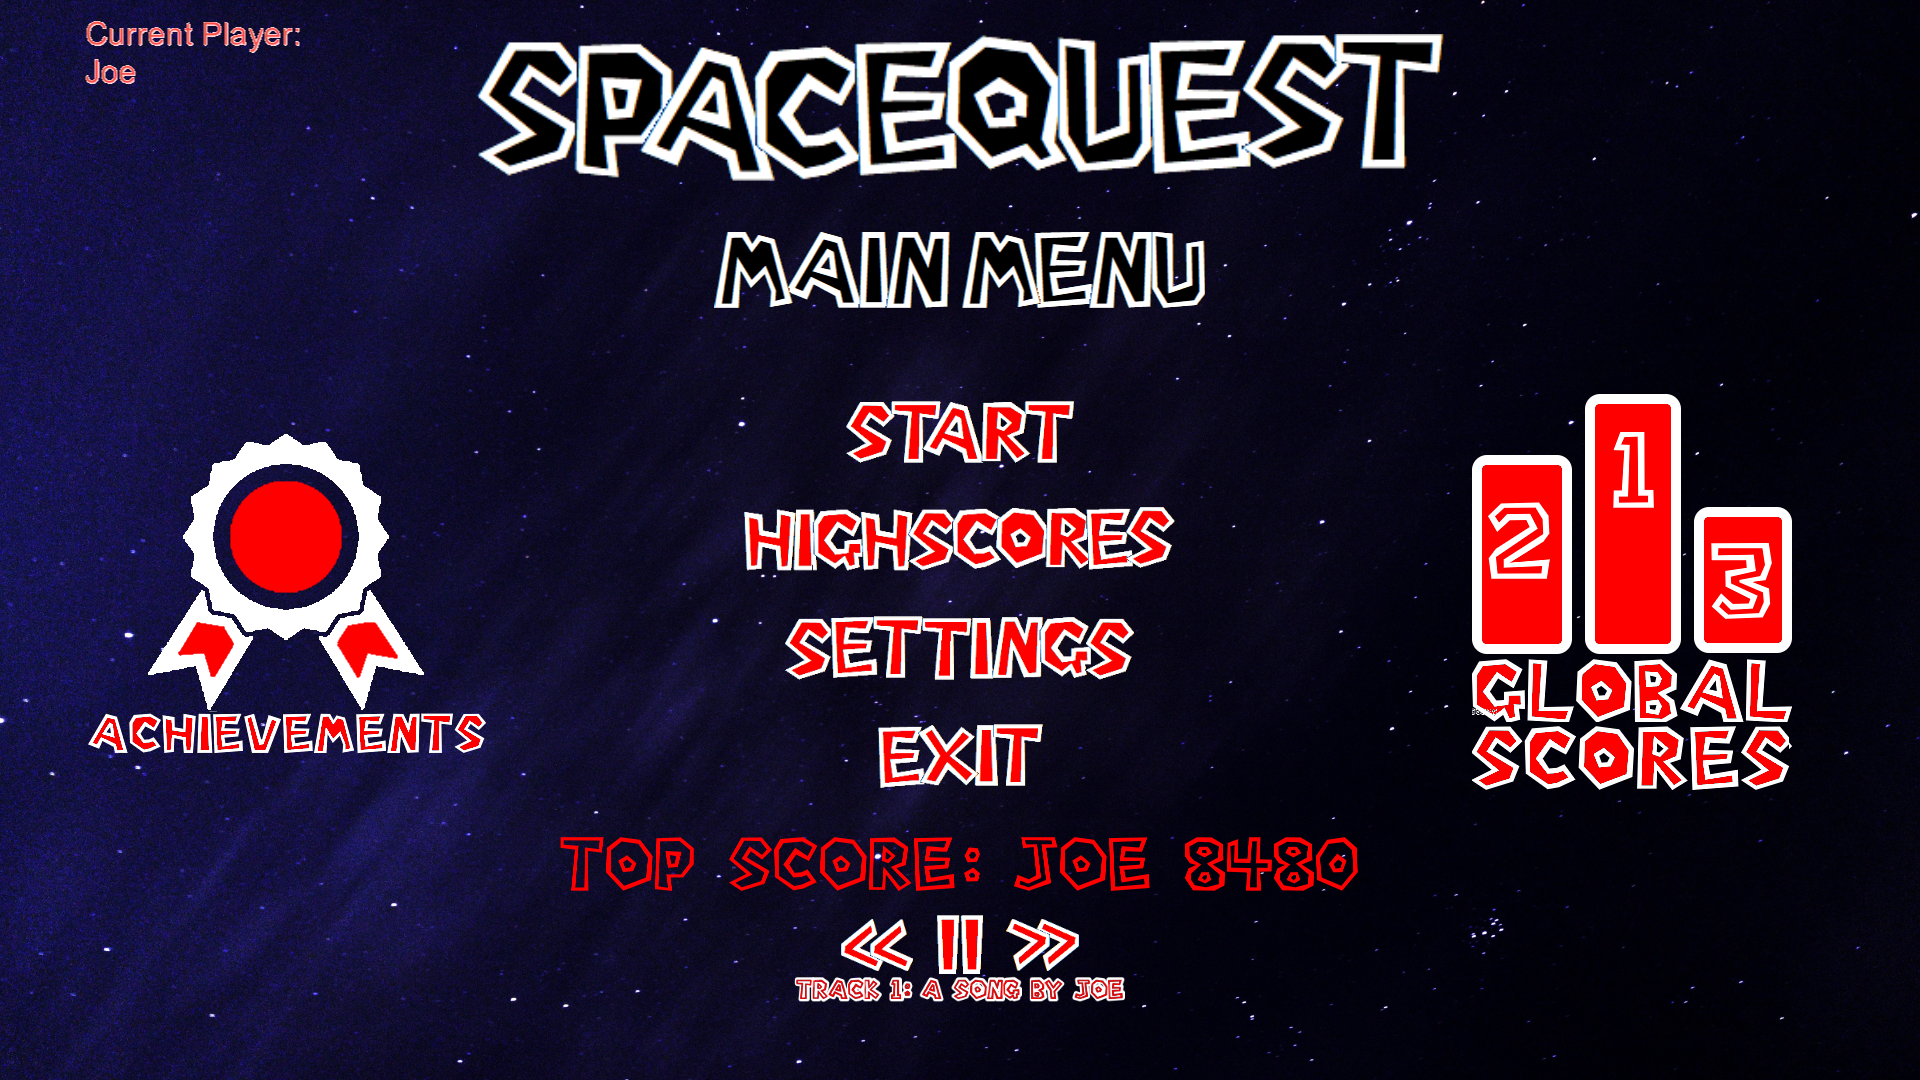 Current Player:
Joe
SPACEQUEST
MAIN MENU
START
HIGHSCORES
SETTINGS
EXIT
ACHIEVEMENTS
2
1
3
GLOBAL
SCORES
TOP SCORE: JOE 8480
<< II >>
TRACK 1: A SONG BY JOE